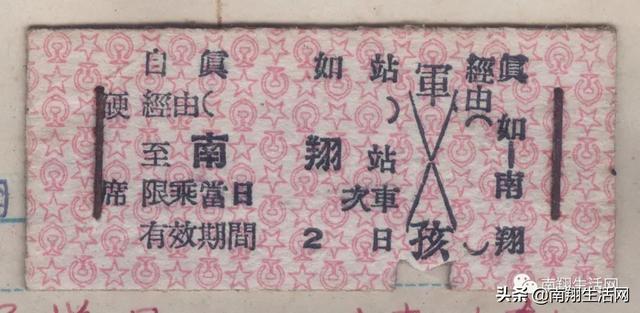 自眞如站
硬 經由( )
至南翔站
席 限乘當日 次車
有效期間 2 日
軍
孩
經由( )
眞如—南翔
南翔生活网
头条 @南翔生活网